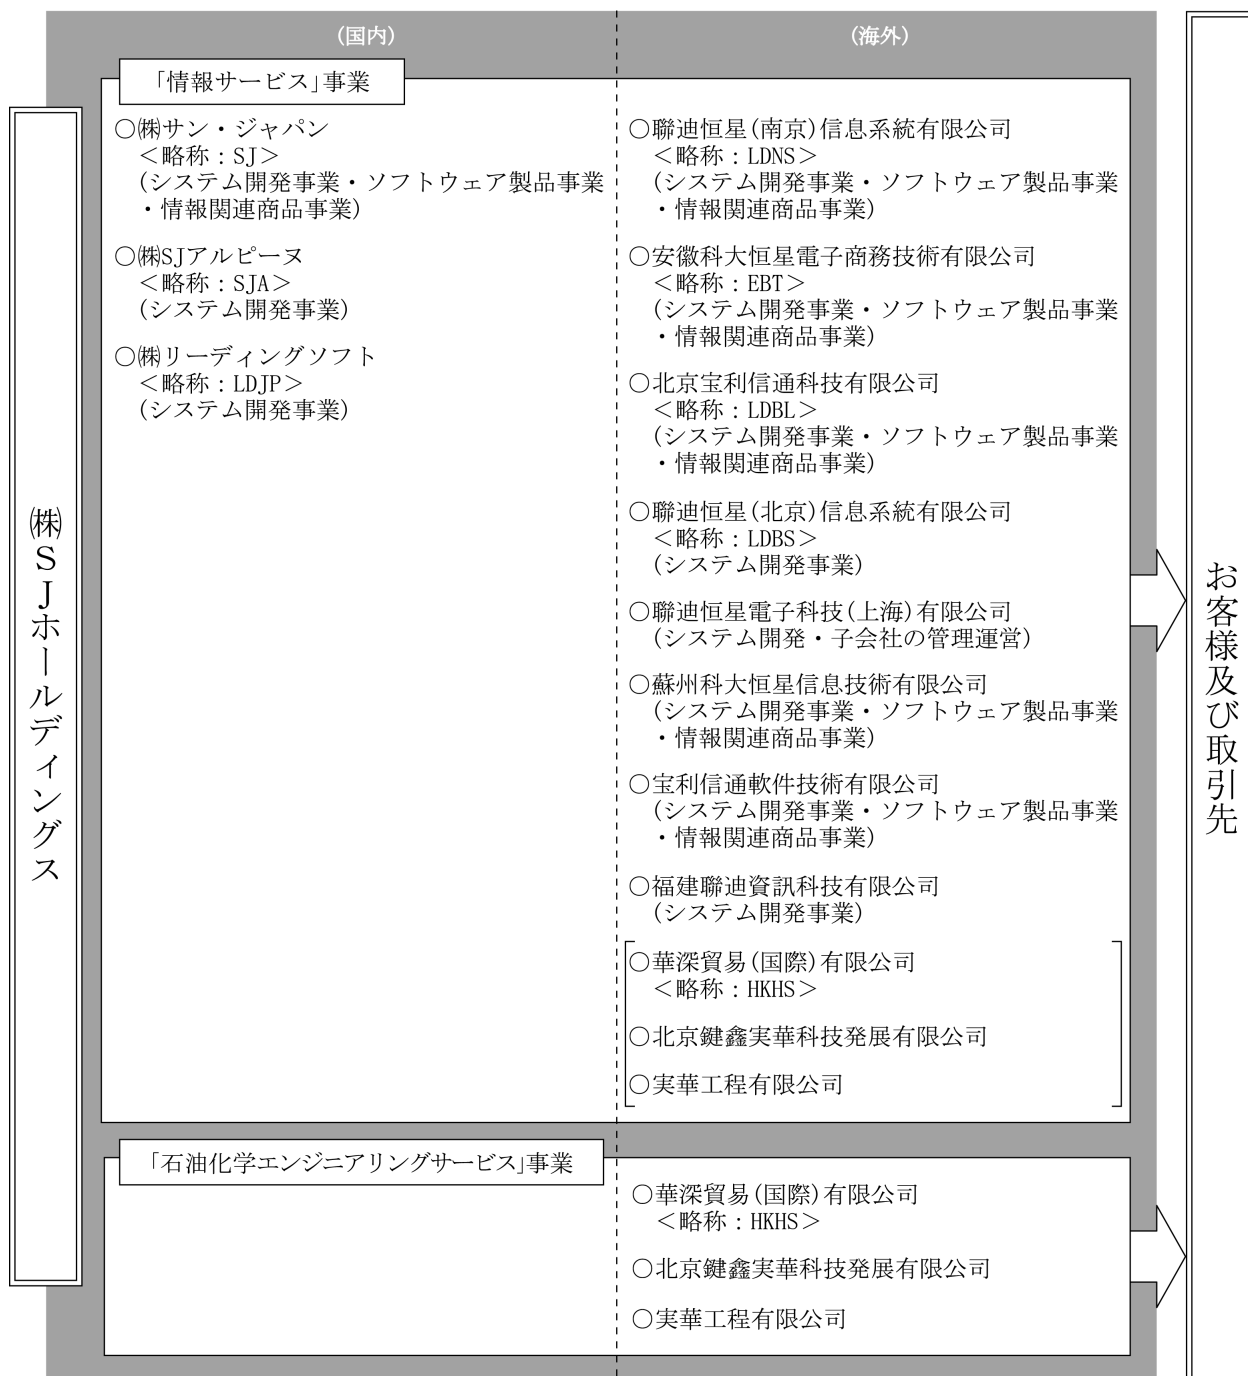 (国内)
(海外)
「情報サービス」事業
○㈱サン・ジャパン
<略称：SJ>
(システム開発事業・ソフトウェア製品事業
・情報関連商品事業)
○㈱SJアルピーヌ
<略称：SJA>
(システム開発事業)
○㈱リーディングソフト
<略称：LDJP>
(システム開発事業)
○聯迪恒星(南京)信息系統有限公司
<略称：LDNS>
(システム開発事業・ソフトウェア製品事業
・情報関連商品事業)
○安徽科大恒星電子商務技術有限公司
<略称：EBT>
(システム開発事業・ソフトウェア製品事業
・情報関連商品事業)
○北京宝利信通科技有限公司
<略称：LDBL>
(システム開発事業・ソフトウェア製品事業
・情報関連商品事業)
○聯迪恒星(北京)信息系統有限公司
<略称：LDBS>
(システム開発事業)
○聯迪恒星電子科技(上海)有限公司
(システム開発・子会社の管理運営)
○蘇州科大恒星信息技術有限公司
(システム開発事業・ソフトウェア製品事業
・情報関連商品事業)
○宝利信通軟件技術有限公司
(システム開発事業・ソフトウェア製品事業
・情報関連商品事業)
○福建聯迪資訊科技有限公司
(システム開発事業)
○華深貿易(国際)有限公司
<略称：HKHS>
○北京鍵鑫実華科技発展有限公司
○実華工程有限公司
「石油化学エンジニアリングサービス」事業
○華深貿易(国際)有限公司
<略称：HKHS>
○北京鍵鑫実華科技発展有限公司
○実華工程有限公司
㈱SJホールディングス
お客様及び取引先